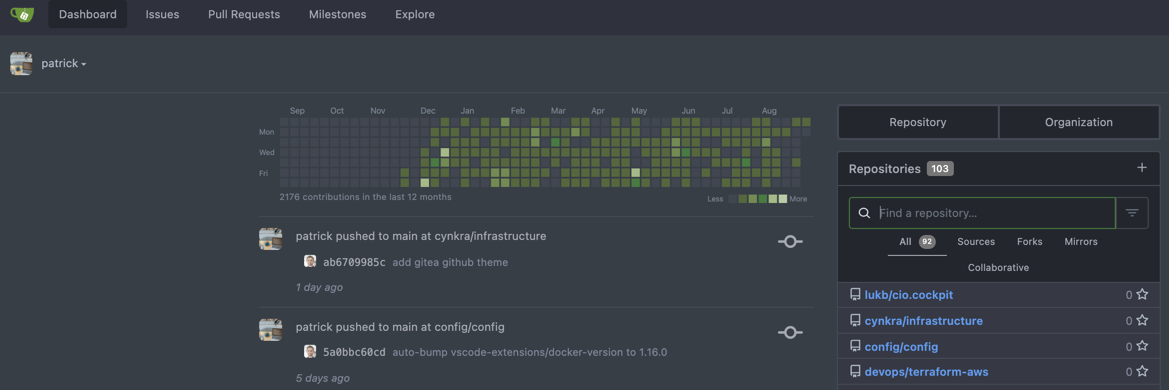 Dashboard Issues Pull Requests Milestones Explore
patrick
Sep Oct Nov Dec Jan Feb Mar Apr May Jun Jul Aug
Mon
Wed
Fri
2176 contributions in the last 12 months
Less More
patrick pushed to main at cynkra/infrastructure
ab6709985c add gitea github theme
1 day ago
patrick pushed to main at config/config
5a0bbc60cd auto-bump vscode-extensions/docker-version to 1.16.0
5 days ago
Repository Organization
Repositories 103
Find a repository...
All 92 Sources Forks Mirrors
Collaborative
lukb/cio.cockpit 0
cynkra/infrastructure 0
config/config 0
devops/terraform-aws 0